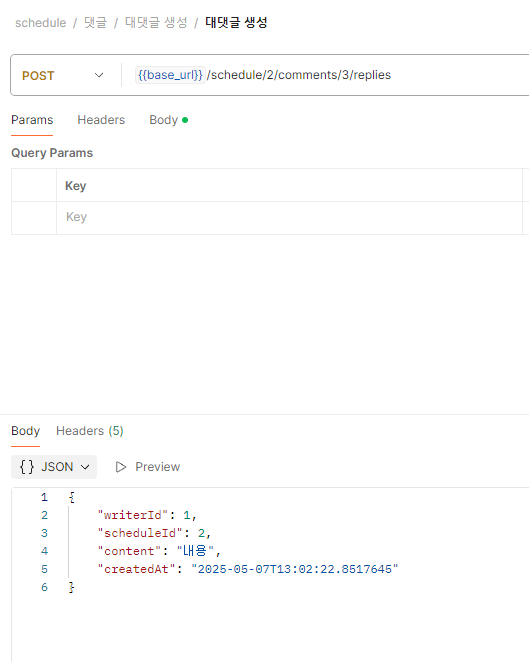 schedule / 댓글 / 대댓글 생성 / 대댓글 생성
POST {{base_url}} /schedule/2/comments/3/replies
Params Headers Body
Query Params
Key
Key
Body Headers (5)
{} JSON Preview
1 {
2 "writerId": 1,
3 "scheduleId": 2,
4 "content": "내용",
5 "createdAt": "2025-05-07T13:02:22.8517645"
6 }